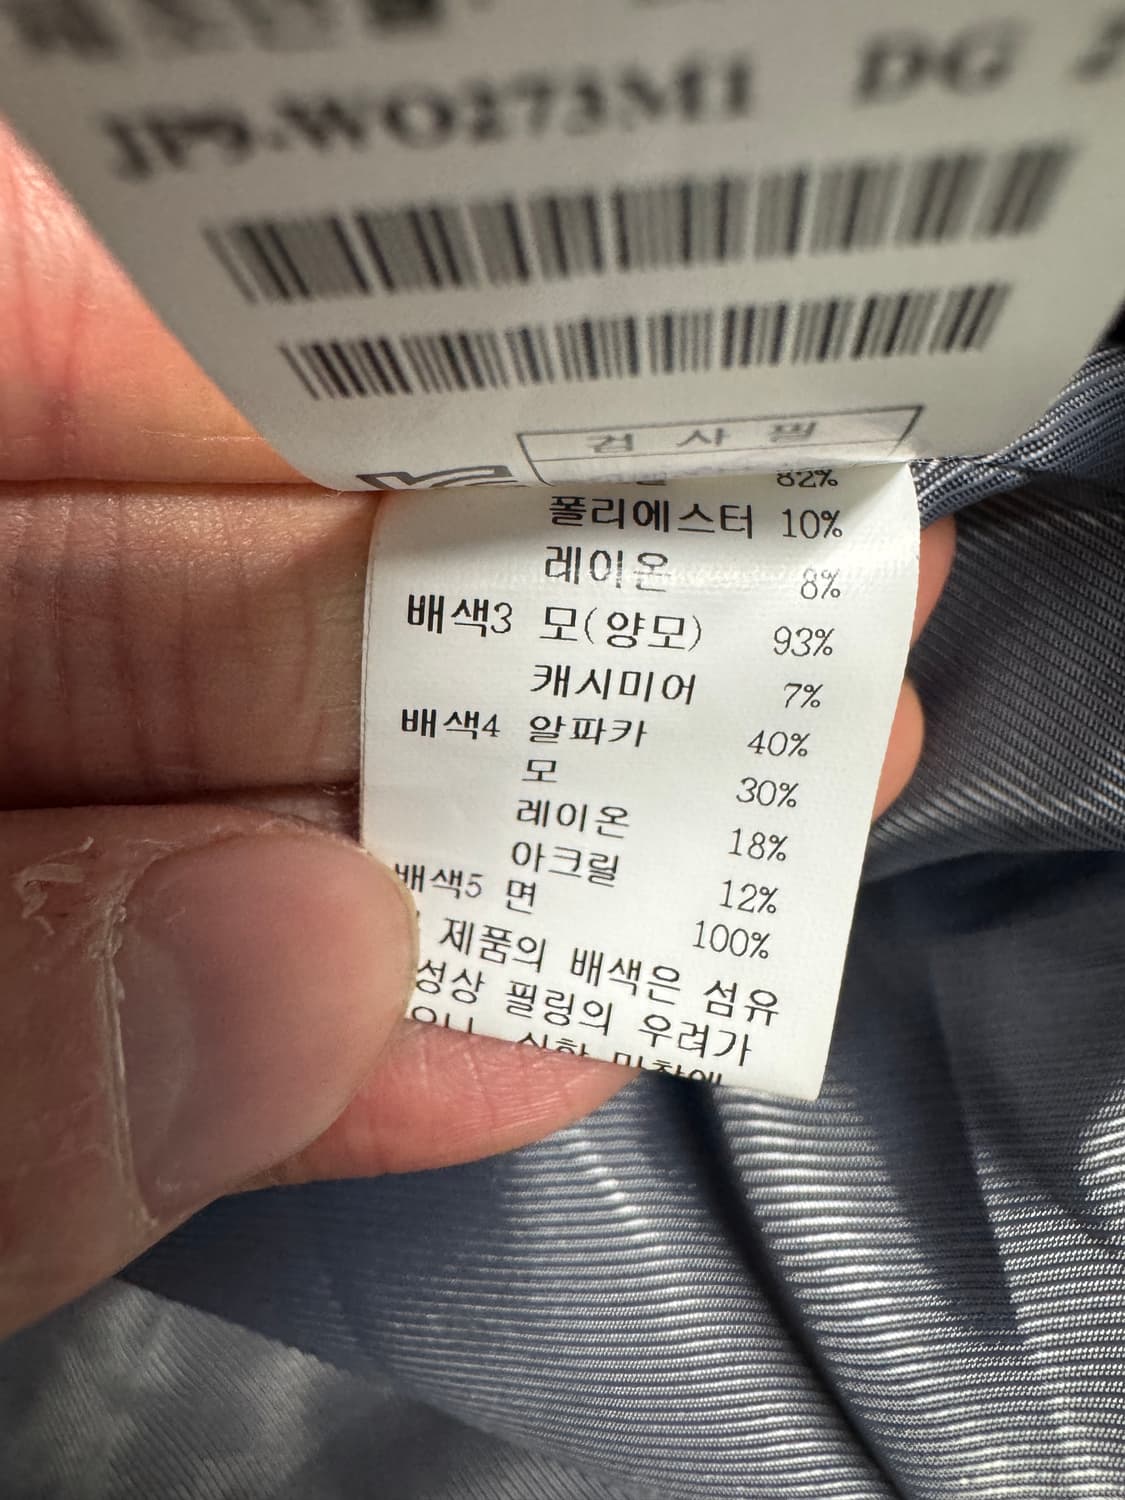 JP9-WO273M1 DG
검 사 필
82%
폴리에스터 10%
레이온 8%
배색3 모(양모) 93%
캐시미어 7%
배색4 알파카 40%
모 30%
레이온 18%
아크릴 12%
배색5 면 100%
제품의 배색은 섬유
성상 필링의 우려가